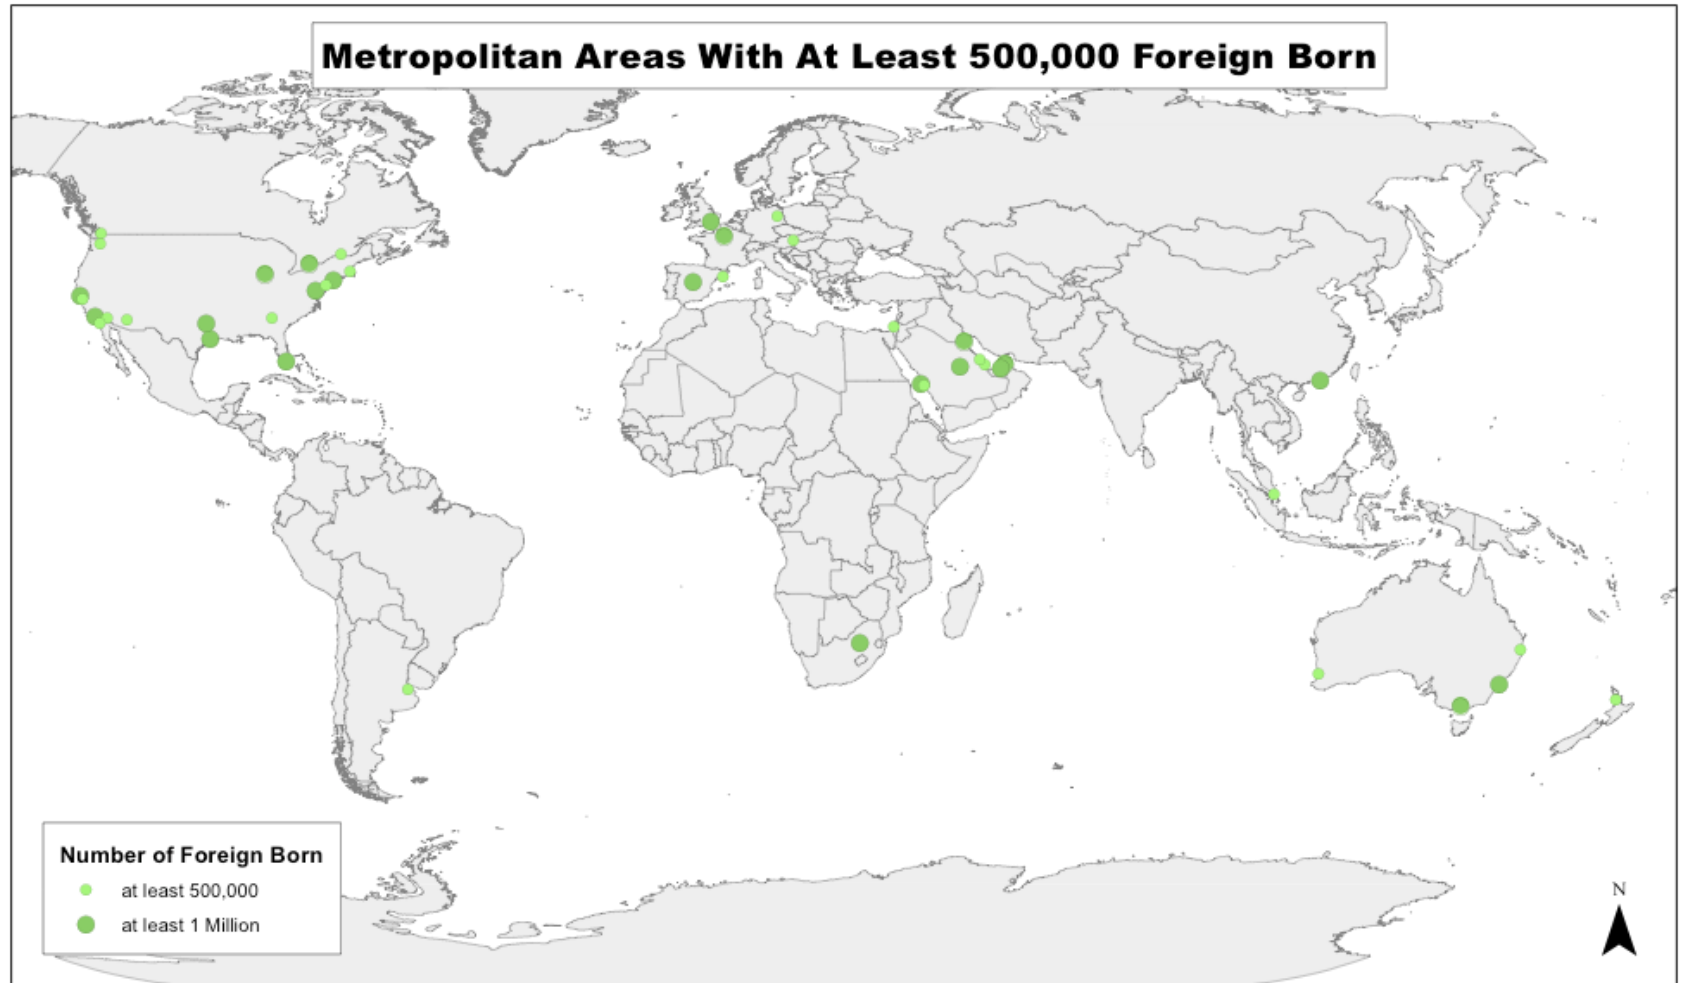 Metropolitan Areas With At Least 500,000 Foreign Born
Number of Foreign Born
at least 500,000
at least 1 Million
N